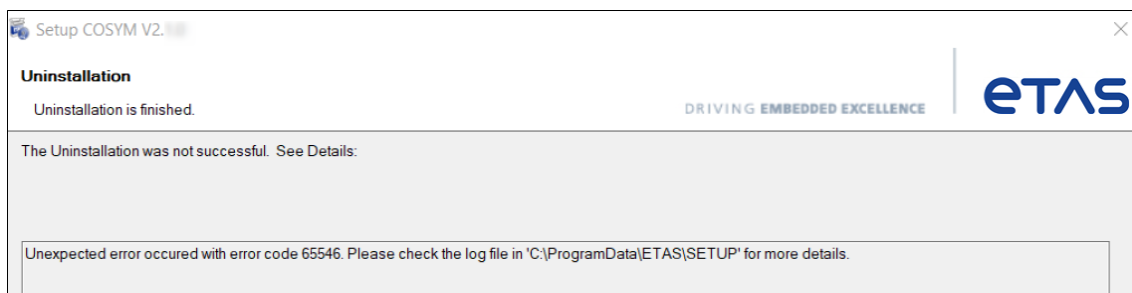 Setup COSYM V2.
Uninstallation
Uninstallation is finished.
DRIVING EMBEDDED EXCELLENCE
eTAS
The Uninstallation was not successful. See Details:
Unexpected error occured with error code 65546. Please check the log file in 'C:\ProgramData\ETAS\SETUP' for more details.